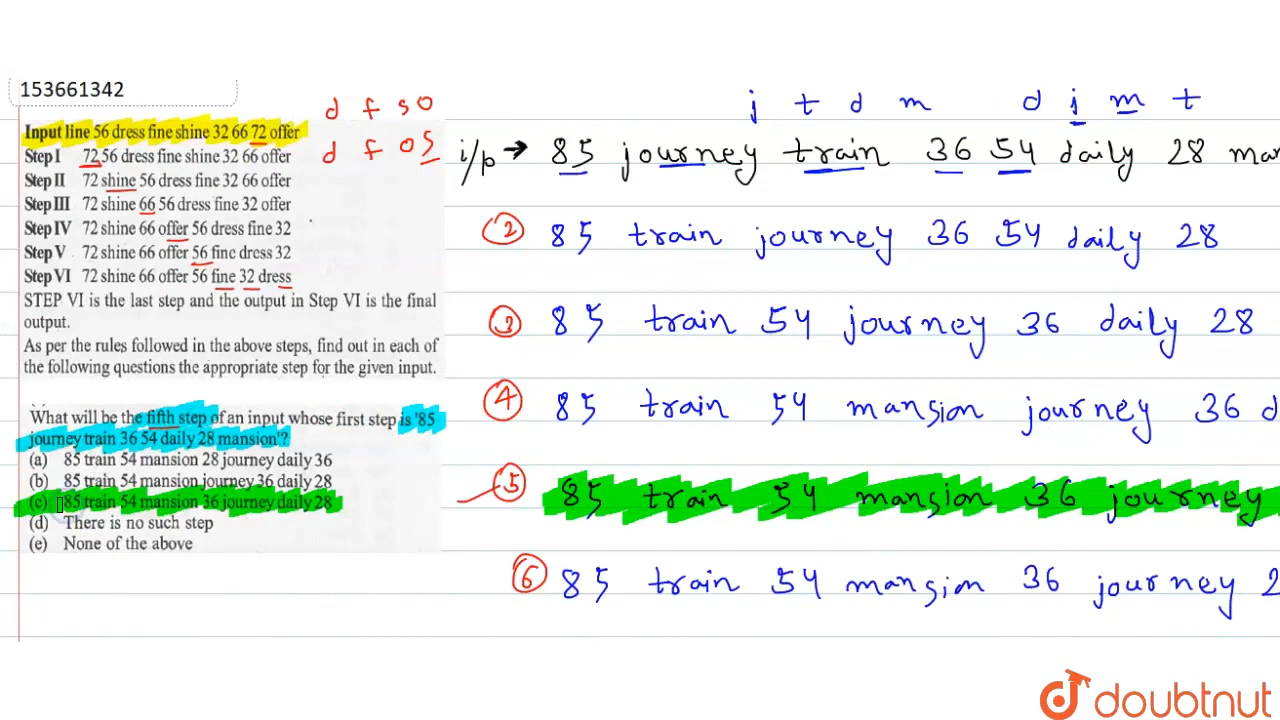 153661342
Input line 56 dress fine shine 32 66 72 offer
Step I 72 56 dress fine shine 32 66 offer
Step II 72 shine 56 dress fine 32 66 offer
Step III 72 shine 66 56 dress fine 32 offer
Step IV 72 shine 66 offer 56 dress fine 32
Step V 72 shine 66 offer 56 fine dress 32
Step VI 72 shine 66 offer 56 fine 32 dress
STEP VI is the last step and the output in Step VI is the final
output.
As per the rules followed in the above steps, find out in each of
the following questions the appropriate step for the given input.
What will be the fifth step of an input whose first step is '85
journey train 36 54 daily 28 mansion'?
(a) 85 train 54 mansion 28 journey daily 36
(b) 85 train 54 mansion journey 36 daily 28
(c) 85 train 54 mansion 36 journey daily 28
(d) There is no such step
(e) None of the above
d f s o
d f o s
j t d m d j m t
i/p → 85 journey train 36 54 daily 28 man
2 85 train journey 36 54 daily 28
3 85 train 54 journey 36 daily 28
4 85 train 54 mansion journey 36 d
5 85 train 54 mansion 36 journey
6 85 train 54 mansion 36 journey 2
doubtnut